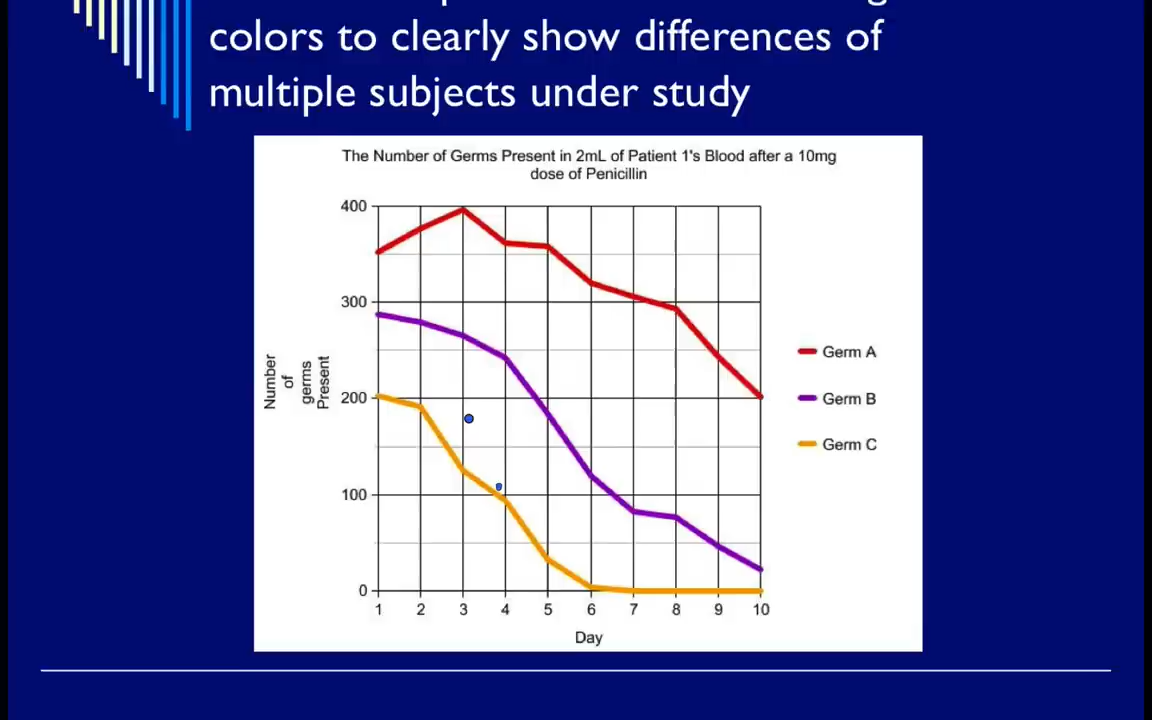 colors to clearly show differences of
multiple subjects under study
The Number of Germs Present in 2mL of Patient 1's Blood after a 10mg
dose of Penicillin
400
300
200
100
0
Number
of
germs
Present
1 2 3 4 5 6 7 8 9 10
Day
Germ A
Germ B
Germ C